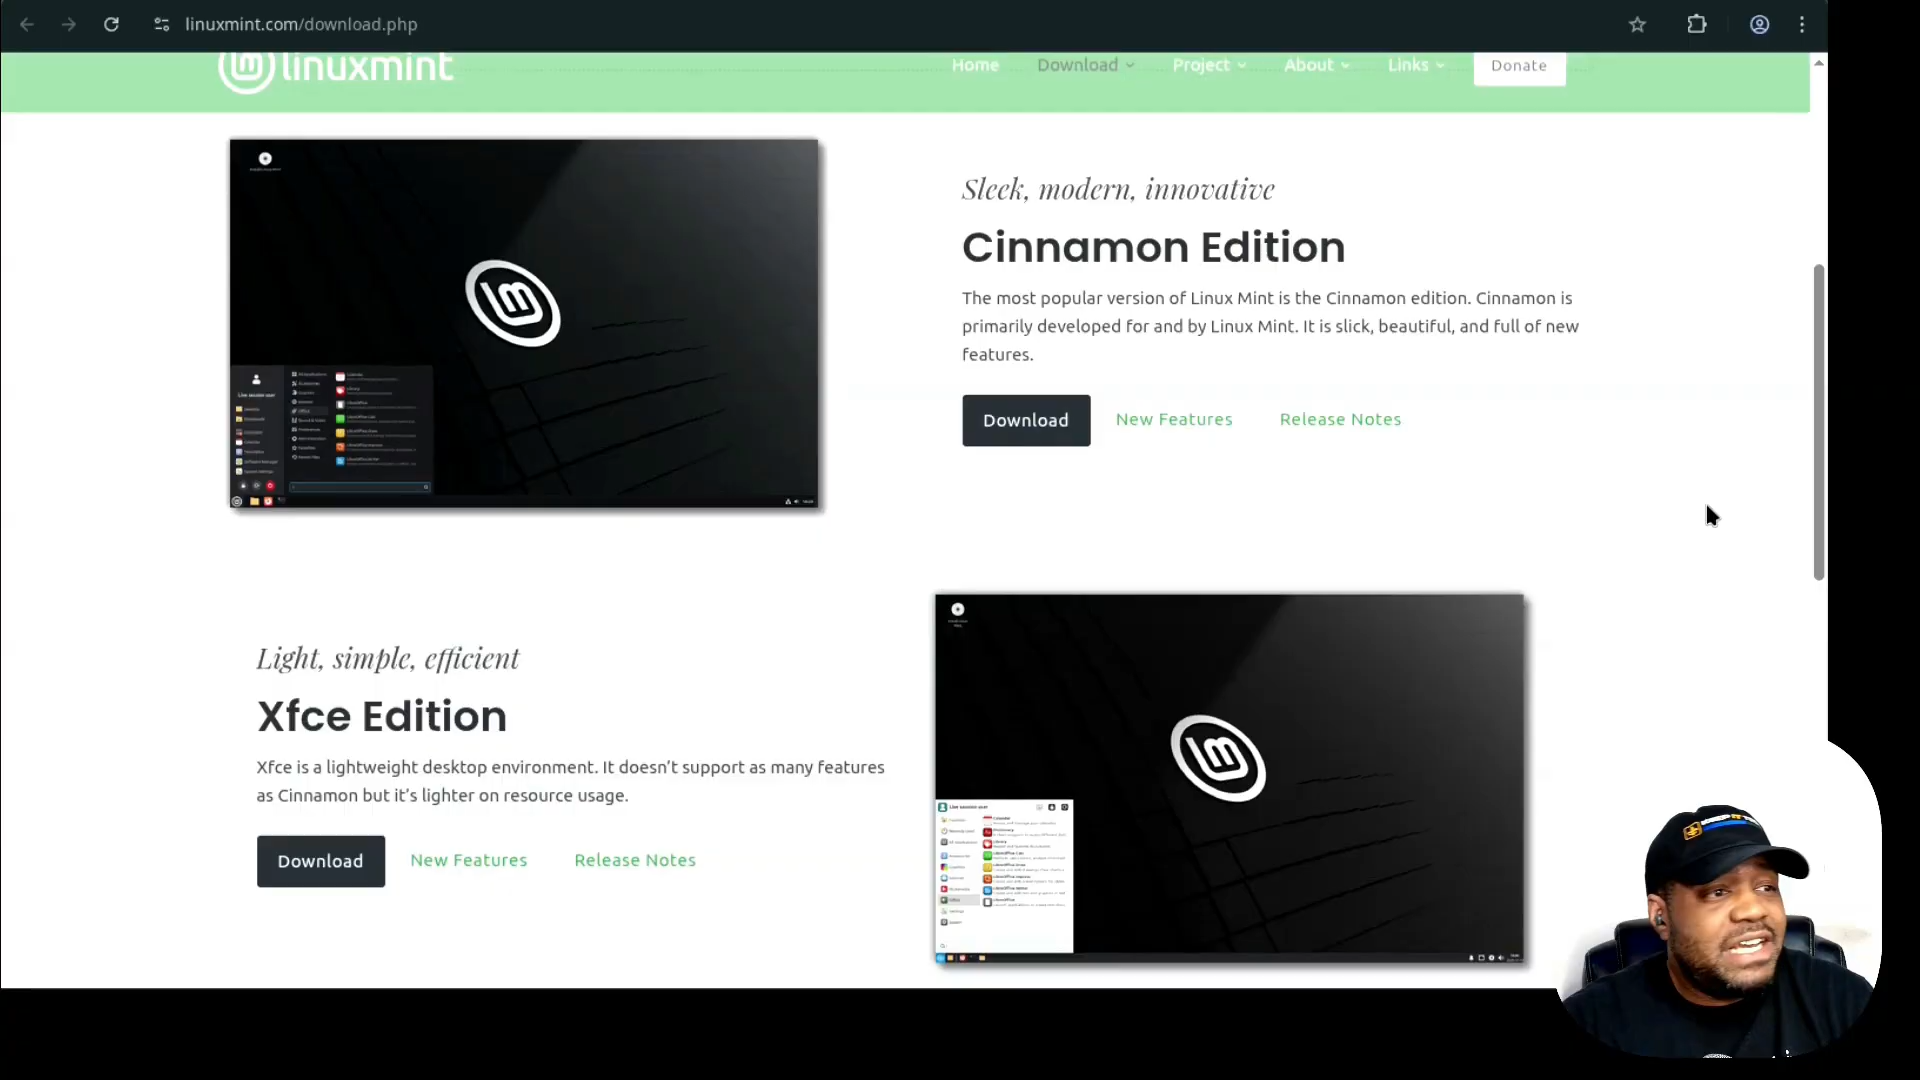 linuxmint.com/download.php
linuxmint
Home
Download
Project
About
Links
Donate
Sleek, modern, innovative
Cinnamon Edition
The most popular version of Linux Mint is the Cinnamon edition. Cinnamon is
primarily developed for and by Linux Mint. It is slick, beautiful, and full of new
features.
Download
New Features
Release Notes
Light, simple, efficient
Xfce Edition
Xfce is a lightweight desktop environment. It doesn’t support as many features
as Cinnamon but it’s lighter on resource usage.
Download
New Features
Release Notes